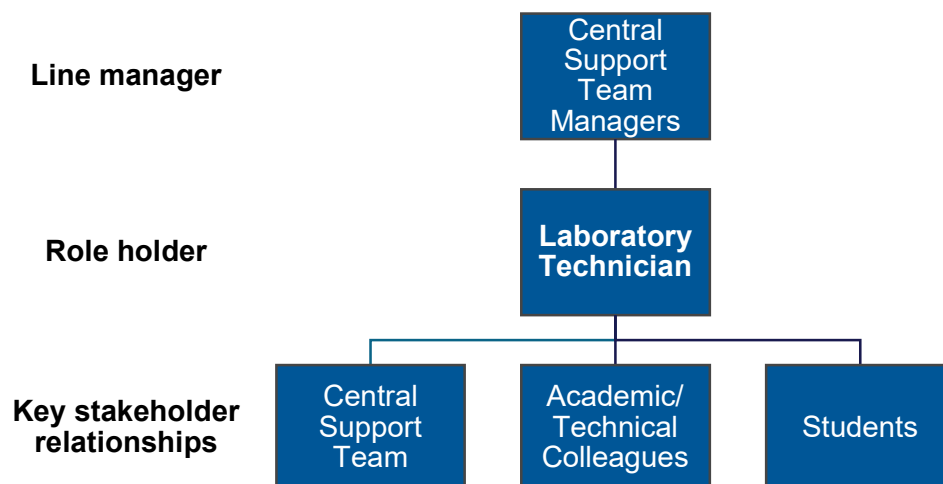 Line manager
Central
Support
Team
Managers
Role holder
Laboratory
Technician
Key stakeholder
relationships
Central
Support
Team
Academic/
Technical
Colleagues
Students